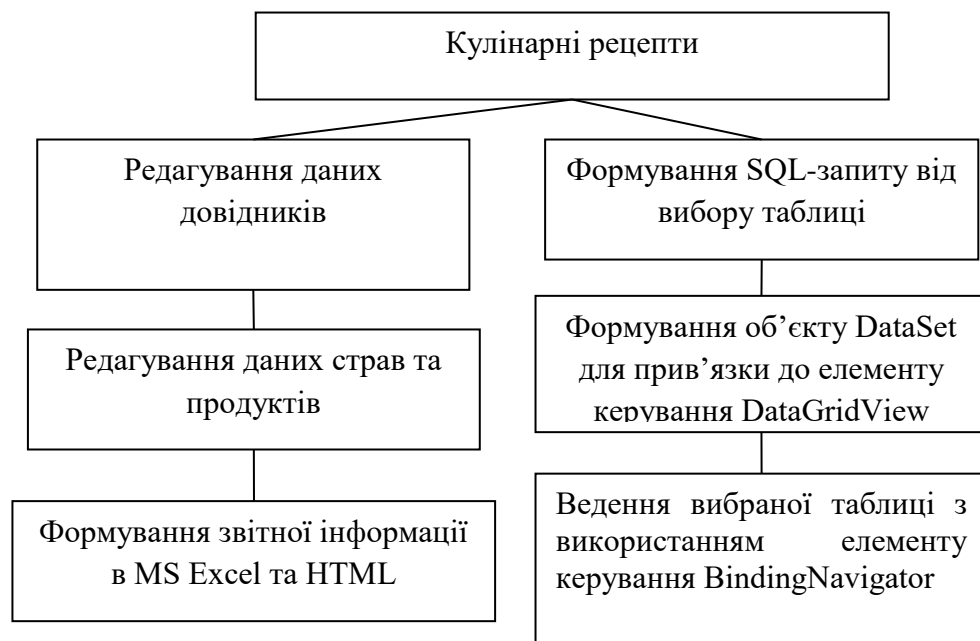 Кулінарні рецепти
Редагування даних
довідників
Формування SQL-запиту від
вибору таблиці
Редагування даних страв та
продуктів
Формування об’єкту DataSet
для прив’язки до елементу
керування DataGridView
Формування звітної інформації
в MS Excel та HTML
Ведення вибраної таблиці з
використанням елементу
керування BindingNavigator